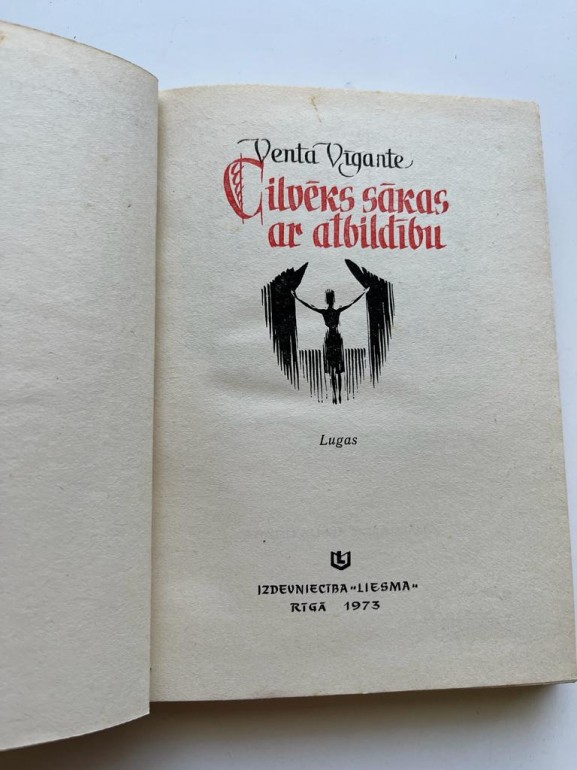 Venta Vīgante
Cilvēks sākas
ar atbildību
Lugas
L
IZDEVNIECĪBA «LIESMA»
RĪGĀ 1973